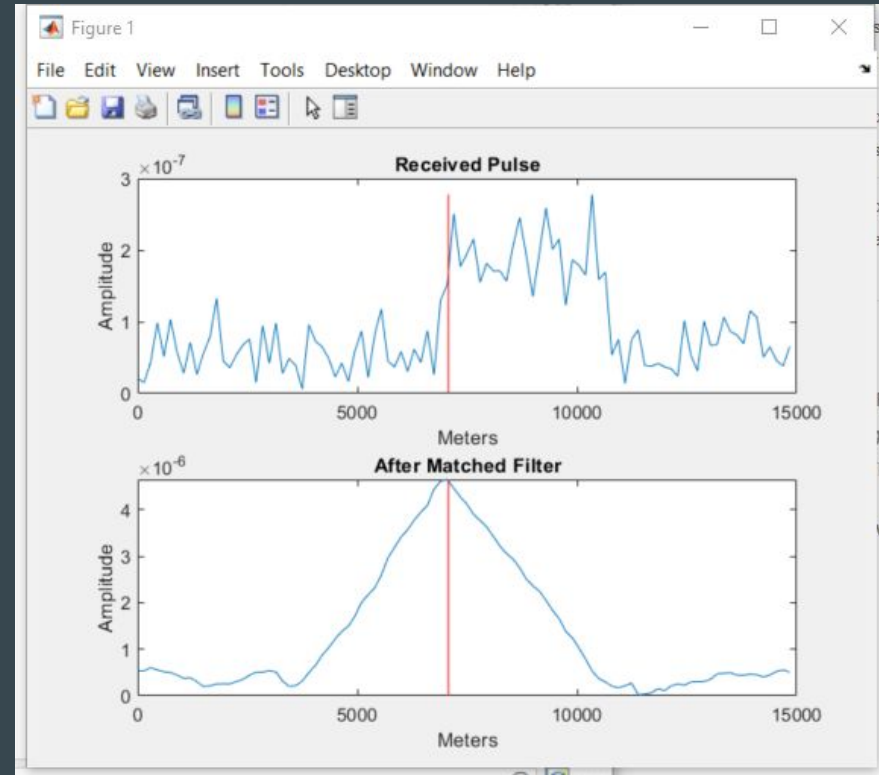 Figure 1
File Edit View Insert Tools Desktop Window Help
×10-7
Received Pulse
3
2
1
0
Amplitude
0 5000 10000 15000
Meters
×10-6
After Matched Filter
4
3
2
1
0
Amplitude
0 5000 10000 15000
Meters